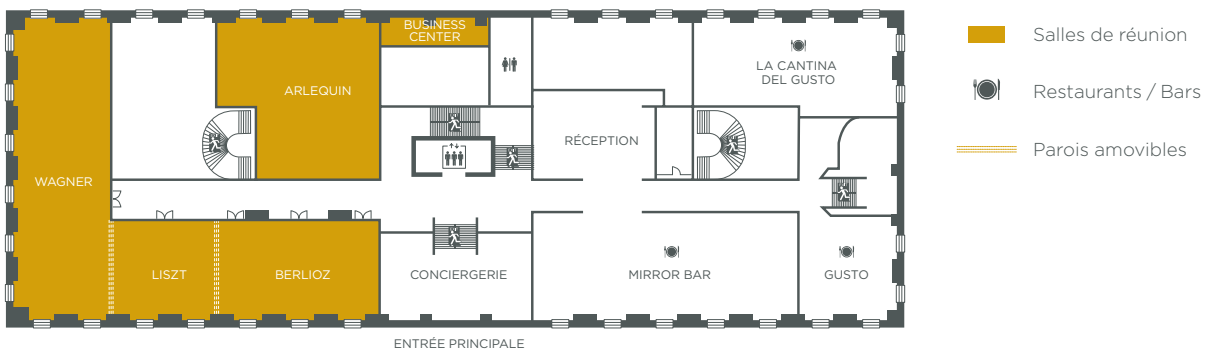 BUSINESS
CENTER
LA CANTINA
DEL GUSTO
ARLEQUIN
RÉCEPTION
WAGNER
LISZT
BERLIOZ
CONCIERGERIE
MIRROR BAR
GUSTO
ENTRÉE PRINCIPALE
Salles de réunion
Restaurants / Bars
Parois amovibles